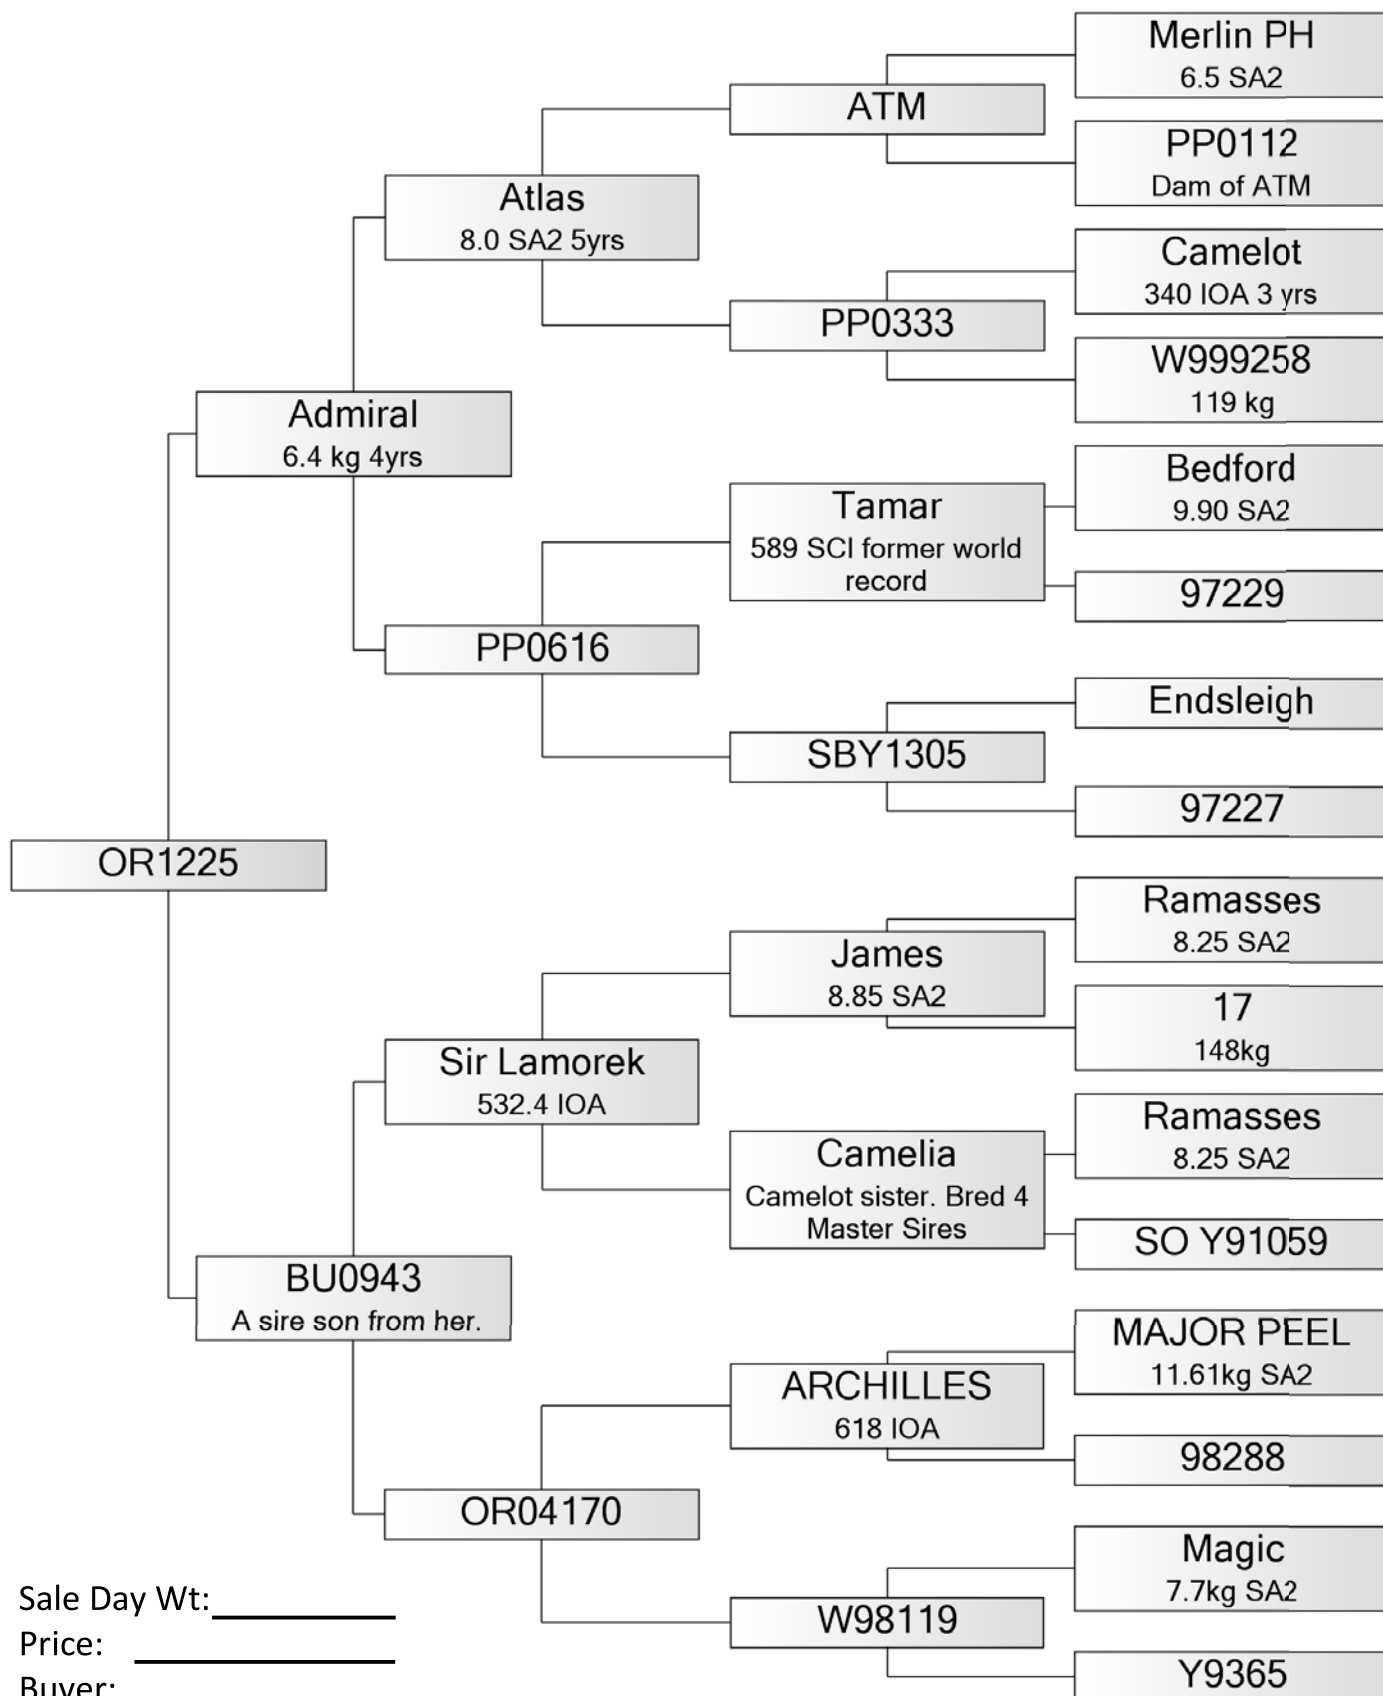 Merlin PH
6.5 SA2
ATM
PP0112
Dam of ATM
Atlas
8.0 SA2 5yrs
Camelot
340 IOA 3 yrs
PP0333
W999258
119 kg
Admiral
6.4 kg 4yrs
Bedford
9.90 SA2
Tamar
589 SCI former world
record
97229
PP0616
Endsleigh
SBY1305
97227
OR1225
Ramasses
8.25 SA2
James
8.85 SA2
17
148kg
Sir Lamorek
532.4 IOA
Ramasses
8.25 SA2
Camelia
Camelot sister. Bred 4
Master Sires
SO Y91059
BU0943
A sire son from her.
MAJOR PEEL
11.61kg SA2
ARCHILLES
618 IOA
98288
OR04170
Magic
7.7kg SA2
W98119
Y9365
Sale Day Wt:
Price:
Buyer: